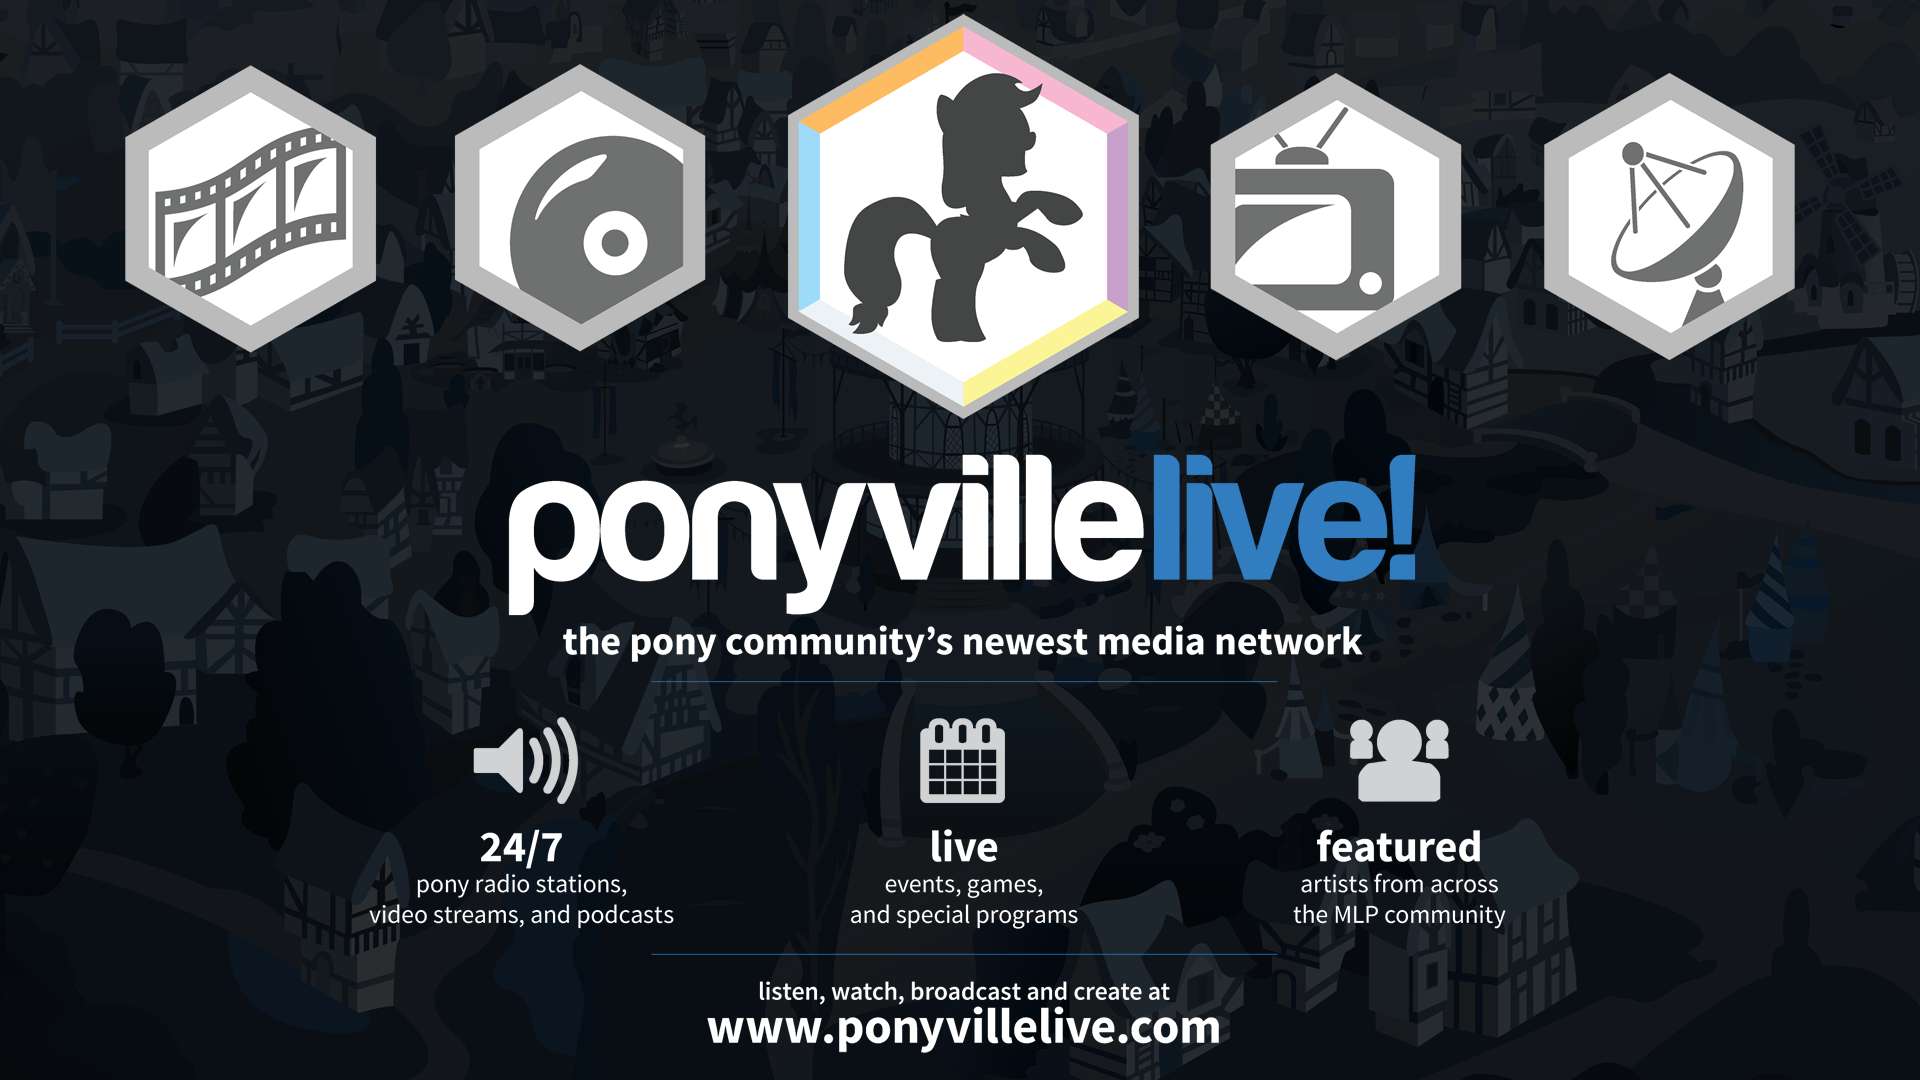 ponyvillelive!
the pony community's newest media network
24/7
pony radio stations,
video streams, and podcasts
live
events, games,
and special programs
featured
artists from across
the MLP community
listen, watch, broadcast and create at
www.ponyvillelive.com